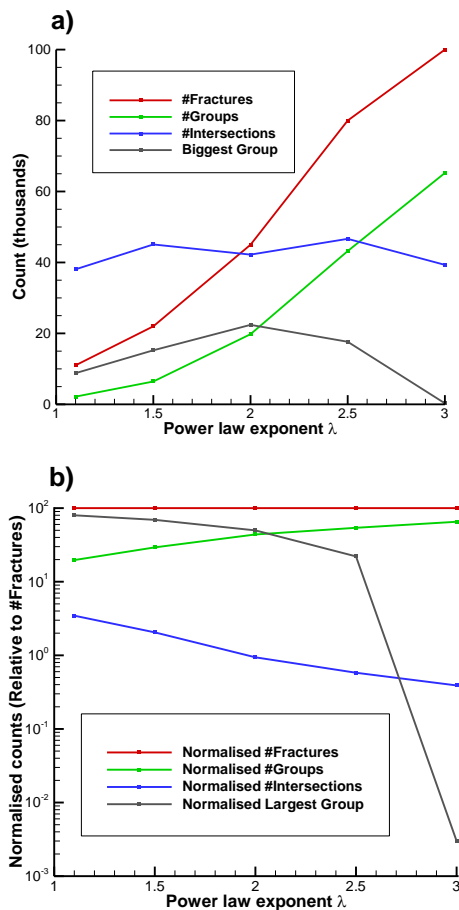 a)
Count (thousands)
100
80
60
40
20
0
#Fractures
#Groups
#Intersections
Biggest Group
1 1.5 2 2.5 3
Power law exponent λ
b)
Normalised counts (Relative to #Fractures)
10²
10¹
10⁰
10⁻¹
10⁻²
10⁻³
Normalised #Fractures
Normalised #Groups
Normalised #Intersections
Normalised Largest Group
1 1.5 2 2.5 3
Power law exponent λ